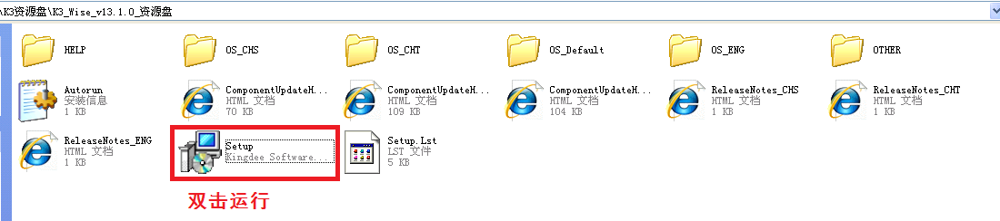 \K3资源盘\K3_Wise_v13.1.0_资源盘
HELP
OS_CHS
OS_CHT
OS_Default
OS_ENG
OTHER
Autorun
安装信息
1 KB
ComponentUpdateH...
HTML 文档
70 KB
ComponentUpdateH...
HTML 文档
109 KB
ComponentUpdateH...
HTML 文档
104 KB
ReleaseNotes_CHS
HTML 文档
1 KB
ReleaseNotes_CHT
HTML 文档
1 KB
ReleaseNotes_ENG
HTML 文档
1 KB
Setup
Kingdee Software...
Setup.Lst
LST 文件
5 KB
双击运行